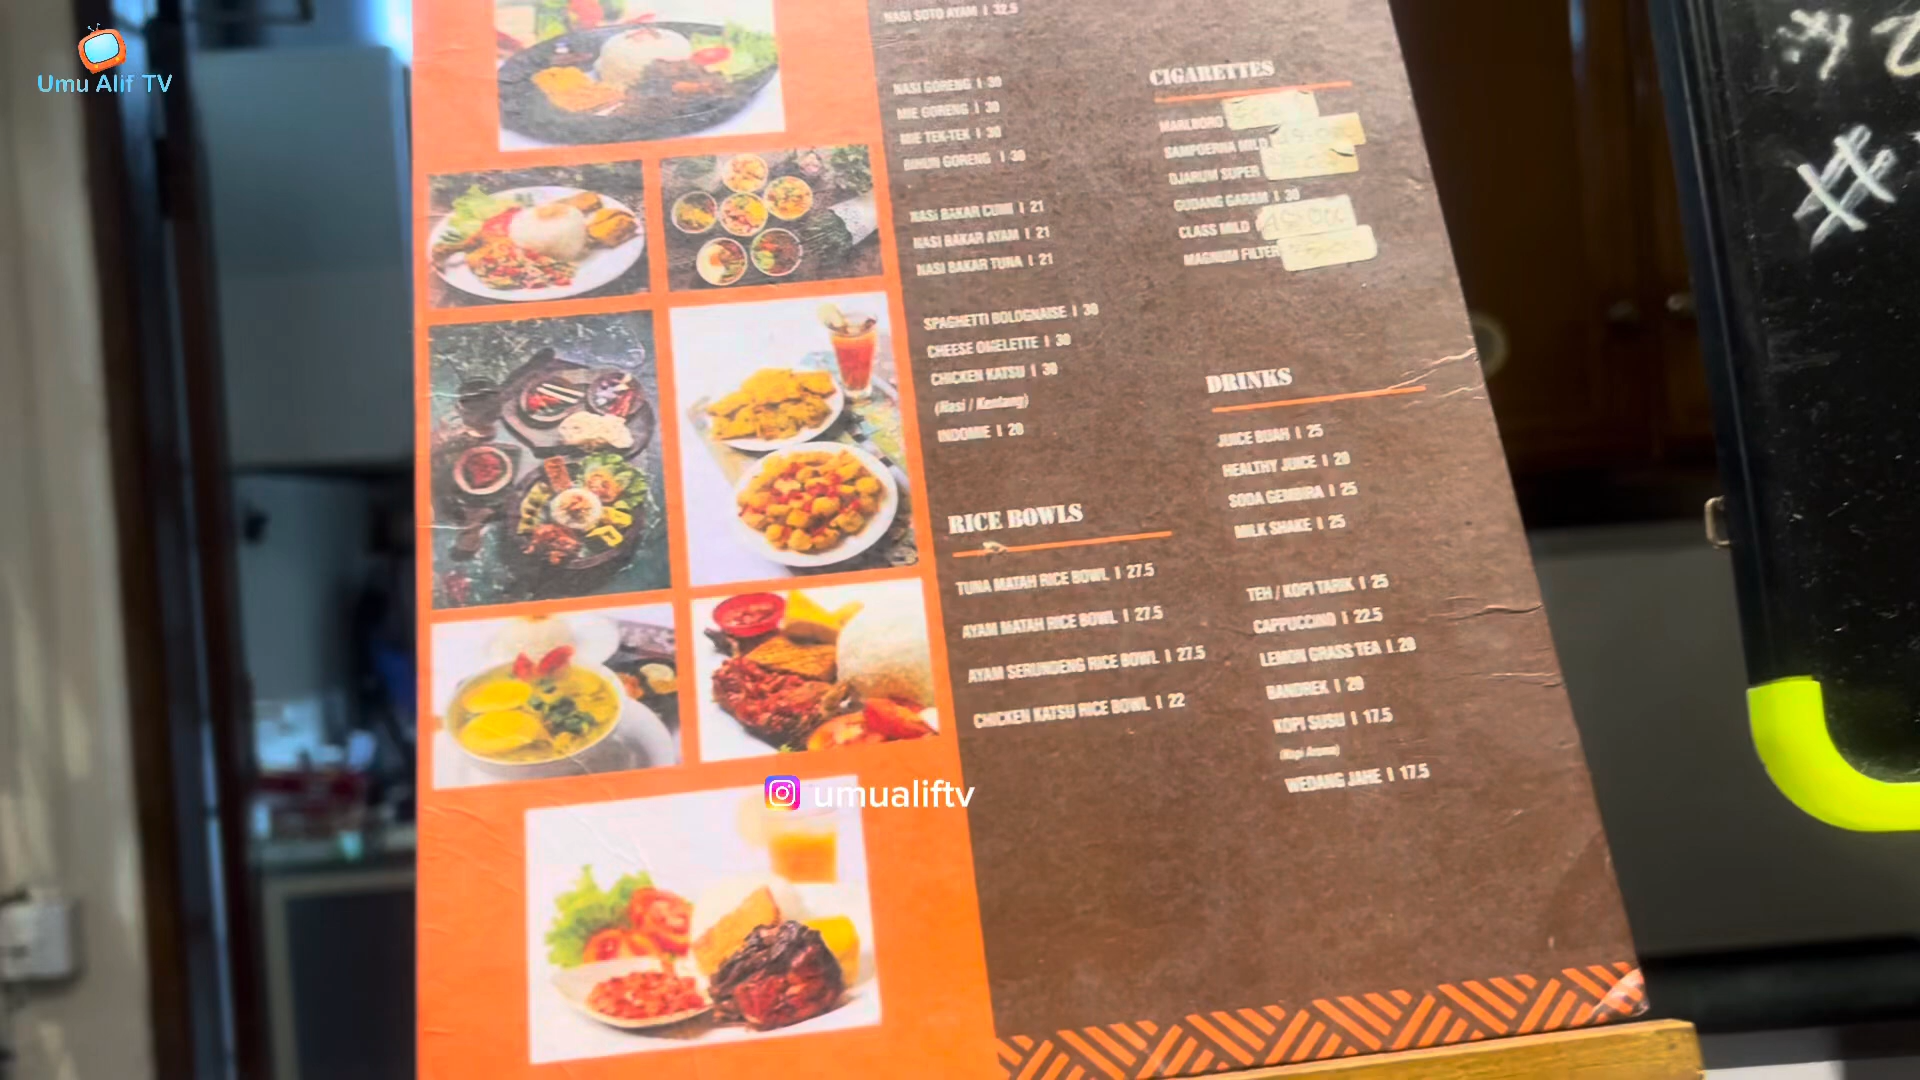 Umu Alif TV
NASI SOTO AYAM | 32.5
NASI GORENG | 30
MIE GORENG | 30
MIE TEK-TEK | 30
BIHUN GORENG | 30
NASI BAKAR CUMI | 21
NASI BAKAR AYAM | 21
NASI BAKAR TUNA | 21
SPAGHETTI BOLOGNAISE | 30
CHEESE OMELETTE | 30
CHICKEN KATSU | 30
(Nasi / Kentang)
INDOMIE | 20
RICE BOWLS
TUNA MATAH RICE BOWL | 27.5
AYAM MATAH RICE BOWL | 27.5
AYAM SERUNDENG RICE BOWL | 27.5
CHICKEN KATSU RICE BOWL | 22
CIGARETTES
MARLBORO
SAMPOERNA MILD
DJARUM SUPER
GUDANG GARAM | 30
CLASS MILD
MAGNUM FILTER
DRINKS
JUICE BUAH | 25
HEALTHY JUICE | 20
SODA GEMBIRA | 25
MILK SHAKE | 25
TEH / KOPI TARIK | 25
CAPPUCCINO | 22.5
LEMON GRASS TEA | 20
BANDREK | 20
KOPI SUSU | 17.5
(Kopi Aroma)
WEDANG JAHE | 17.5
#
umualiftv